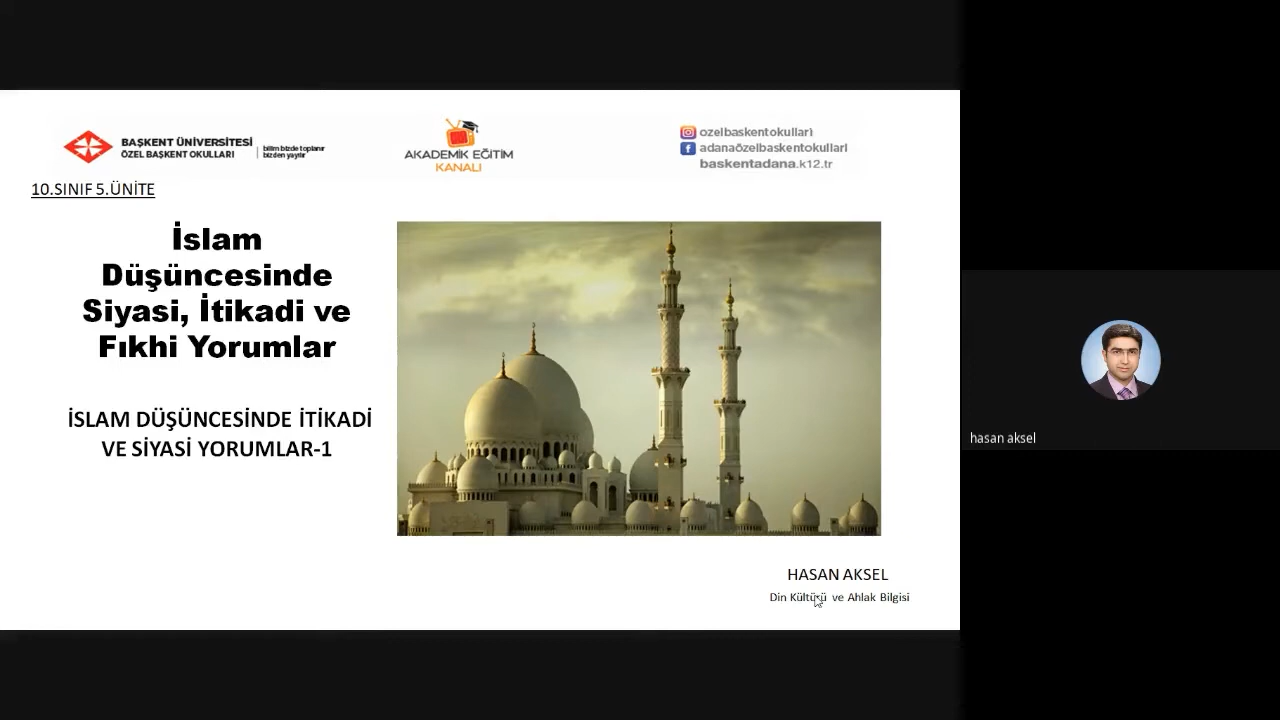 BAŞKENT ÜNİVERSİTESİ
ÖZEL BAŞKENT OKULLARI
bilim bizde toplanır
bizden yayılır
AKADEMİK EĞİTİM
KANALI
ozelbaskentokullarì
adanaözelbaskentokullari
baskentadana.k12.tr
10.SINIF 5.ÜNİTE
İslam
Düşüncesinde
Siyasi, İtikadi ve
Fıkhi Yorumlar
İSLAM DÜŞÜNCESİNDE İTİKADİ
VE SİYASİ YORUMLAR-1
HASAN AKSEL
Din Kültürü ve Ahlak Bilgisi
hasan aksel